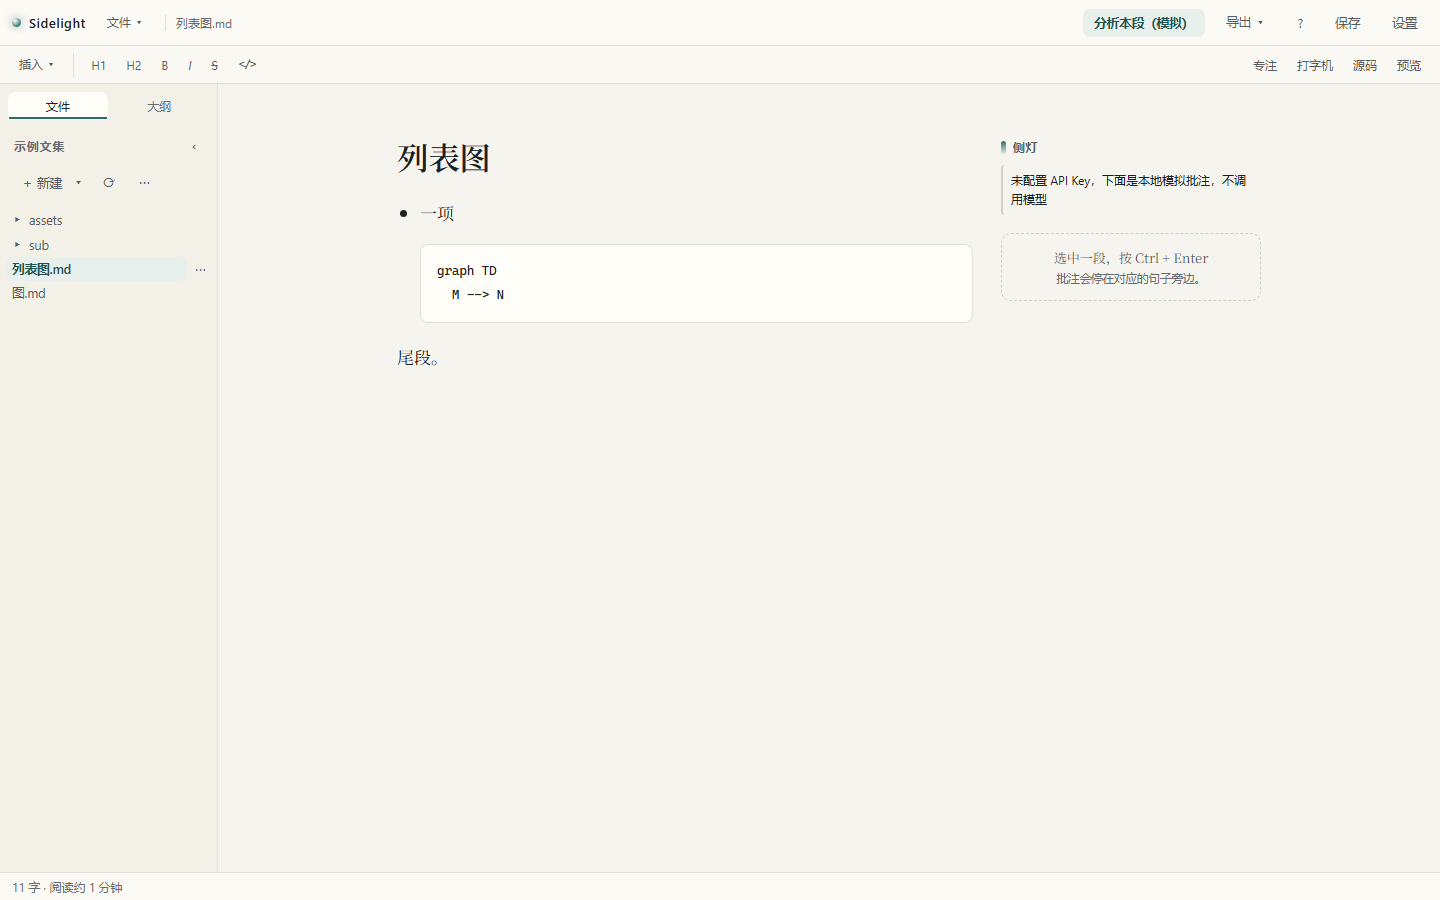 Sidelight 文件 列表图.md 分析本段（模拟） 导出 ? 保存 设置
插入 H1 H2 B I S </> 专注 打字机 源码 预览
文件 大纲
示例文集
+ 新建 ...
assets
sub
列表图.md ...
图.md
列表图
一项
graph TD
M --> N
尾段。
侧灯
未配置 API Key，下面是本地模拟批注，不调
用模型
选中一段，按 Ctrl + Enter
批注会停在对应的句子旁边。
11 字 · 阅读约 1 分钟